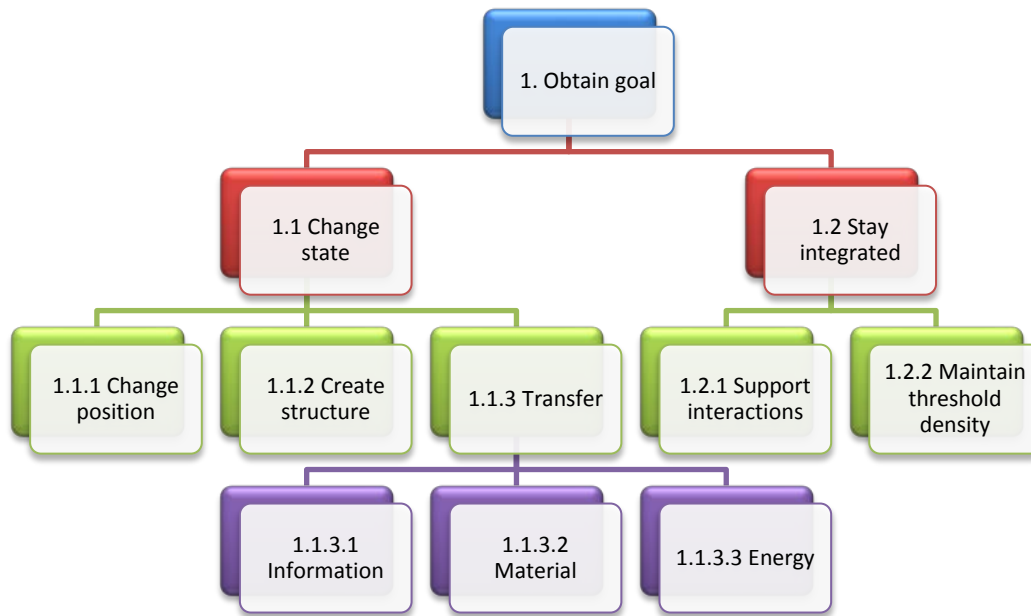 1. Obtain goal
1.1 Change
state
1.2 Stay
integrated
1.1.1 Change
position
1.1.2 Create
structure
1.1.3 Transfer
1.2.1 Support
interactions
1.2.2 Maintain
threshold
density
1.1.3.1
Information
1.1.3.2
Material
1.1.3.3 Energy